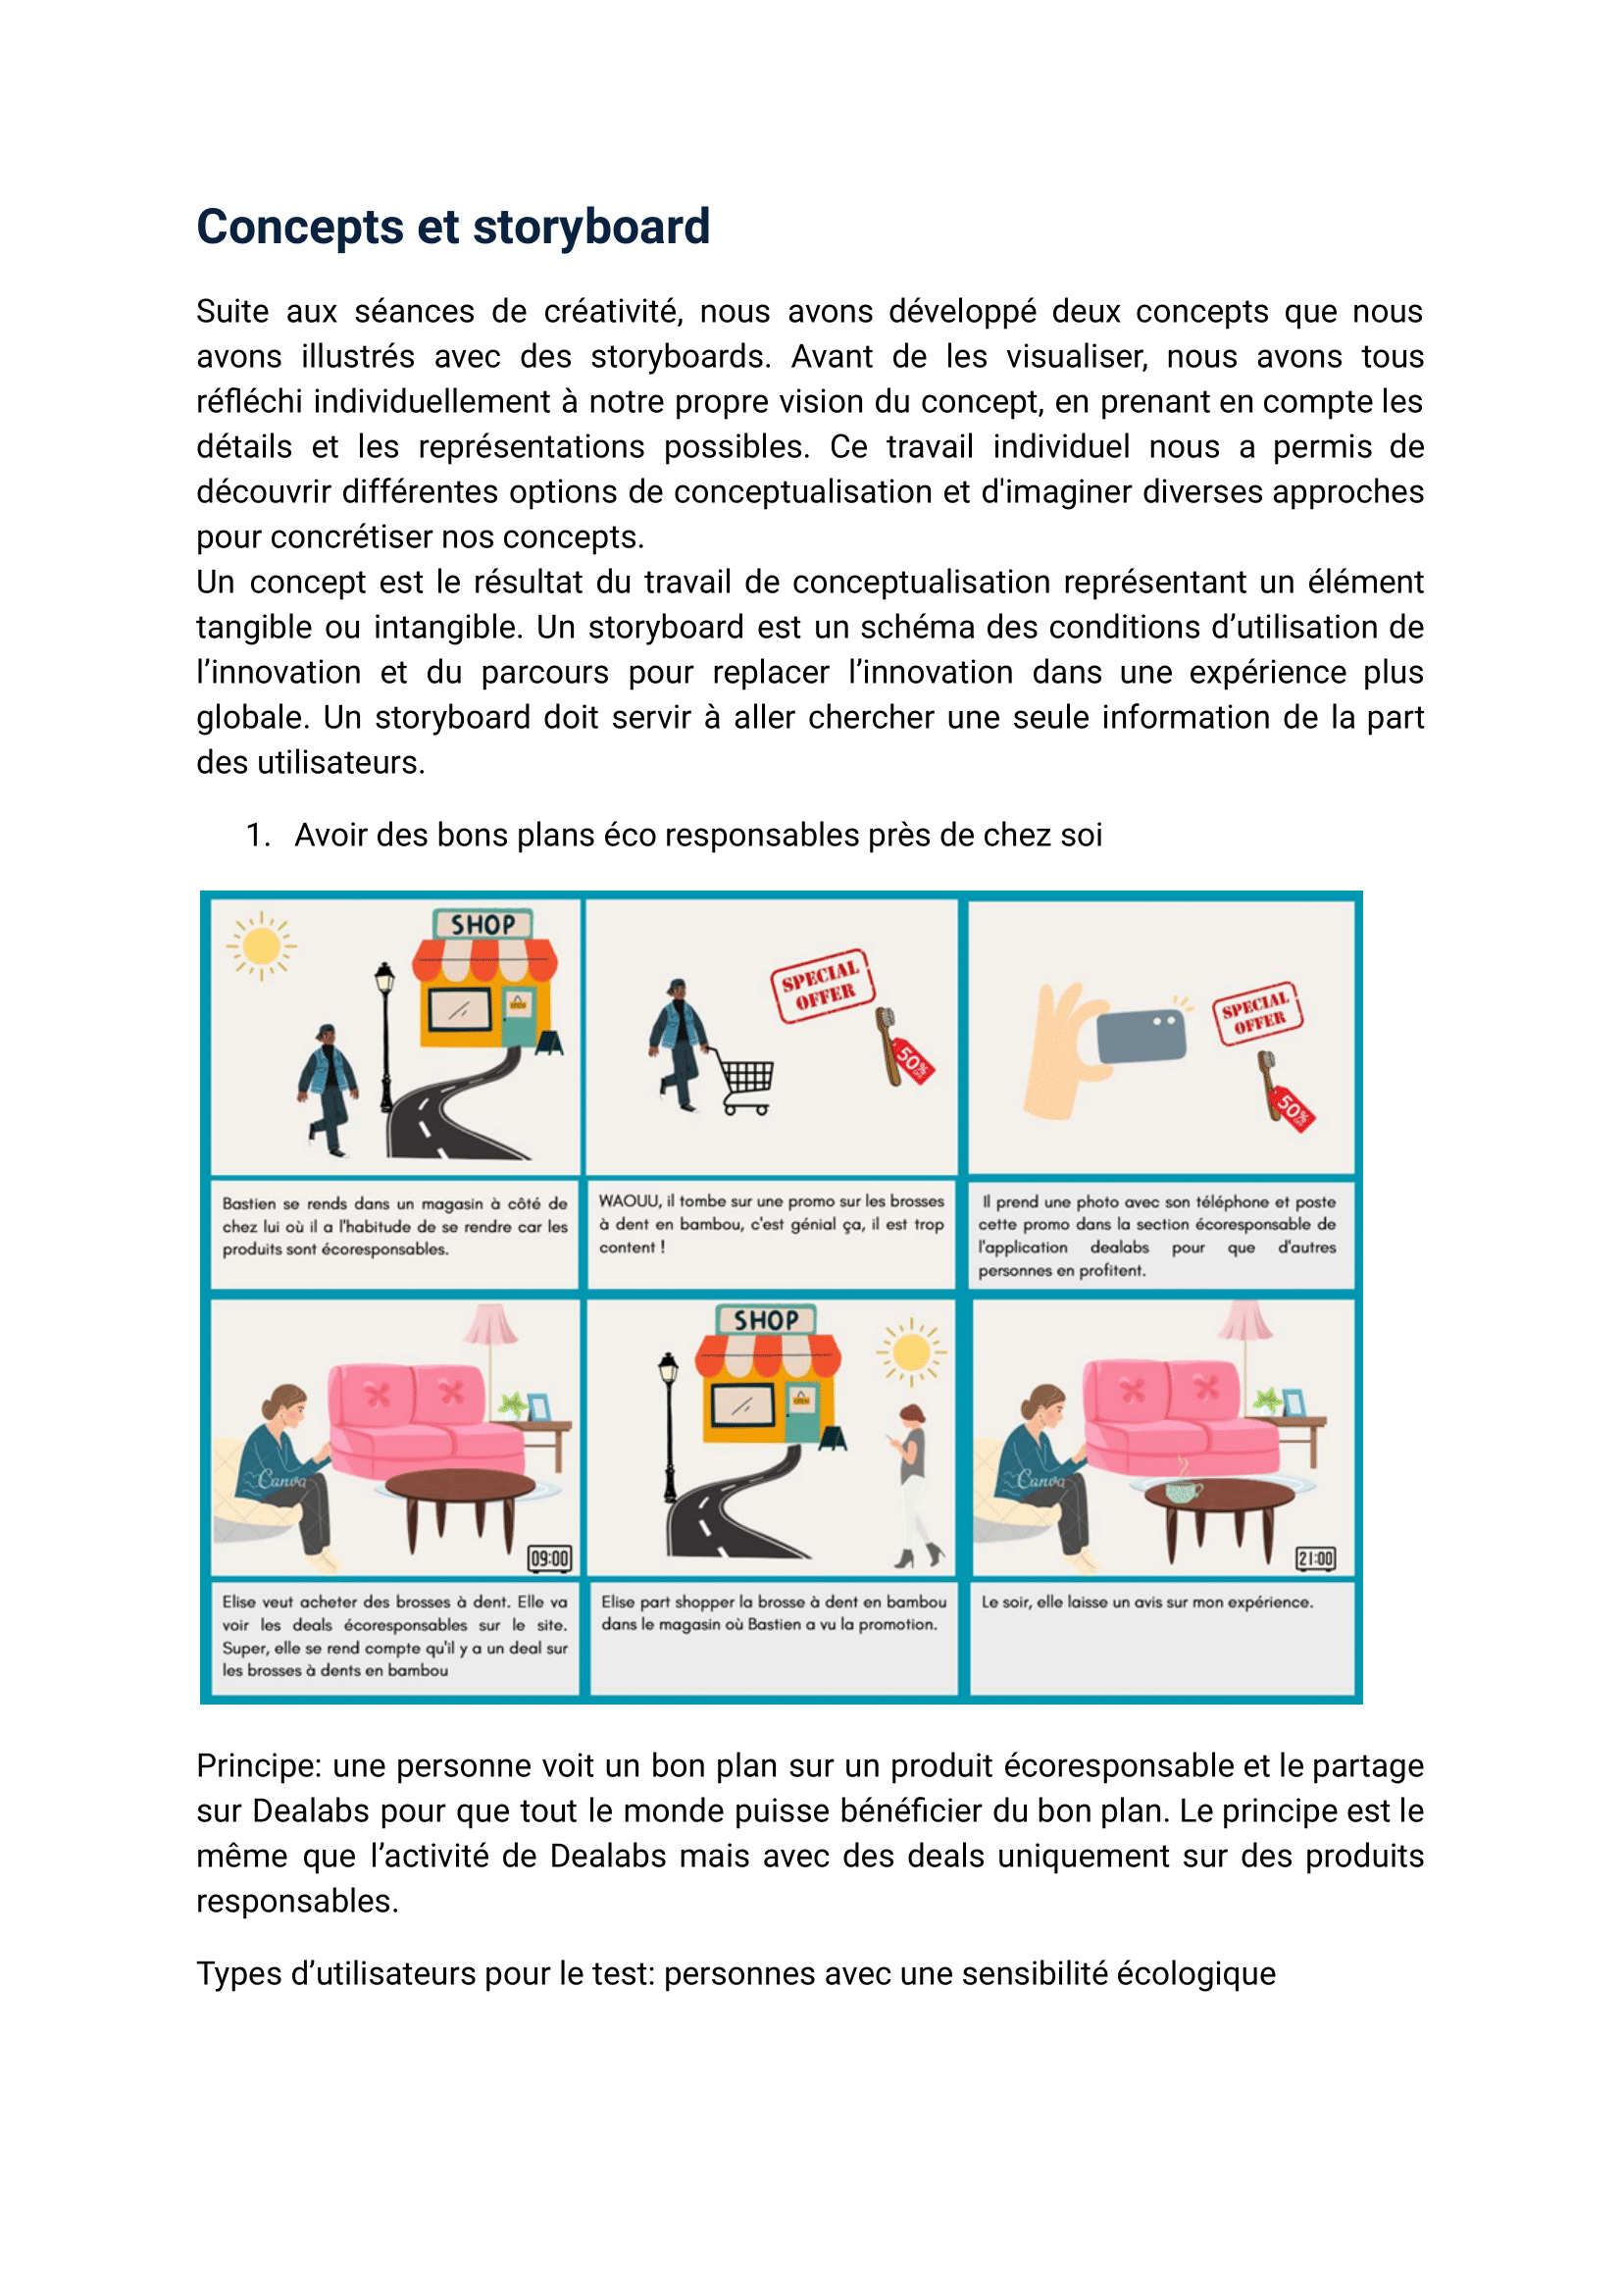 Concepts et storyboard
Suite aux séances de créativité, nous avons développé deux concepts que nous
avons illustrés avec des storyboards. Avant de les visualiser, nous avons tous
réfléchi individuellement à notre propre vision du concept, en prenant en compte les
détails et les représentations possibles. Ce travail individuel nous a permis de
découvrir différentes options de conceptualisation et d'imaginer diverses approches
pour concrétiser nos concepts.
Un concept est le résultat du travail de conceptualisation représentant un élément
tangible ou intangible. Un storyboard est un schéma des conditions d’utilisation de
l’innovation et du parcours pour replacer l’innovation dans une expérience plus
globale. Un storyboard doit servir à aller chercher une seule information de la part
des utilisateurs.
1. Avoir des bons plans éco responsables près de chez soi
SHOP
OPEN
Bastien se rends dans un magasin à côté de
chez lui où il a l'habitude de se rendre car les
produits sont écoresponsables.
SPECIAL
OFFER
50%
OFF
WAOUU, il tombe sur une promo sur les brosses
à dent en bambou, c'est génial ça, il est trop
content !
SPECIAL
OFFER
50%
OFF
Il prend une photo avec son téléphone et poste
cette promo dans la section écoresponsable de
l'application dealabs pour que d'autres
personnes en profitent.
Canva
09:00
Elise veut acheter des brosses à dent. Elle va
voir les deals écoresponsables sur le site.
Super, elle se rend compte qu'il y a un deal sur
les brosses à dents en bambou
SHOP
OPEN
Elise part shopper la brosse à dent en bambou
dans le magasin où Bastien a vu la promotion.
Canva
21:00
Le soir, elle laisse un avis sur mon expérience.
Principe: une personne voit un bon plan sur un produit écoresponsable et le partage
sur Dealabs pour que tout le monde puisse bénéficier du bon plan. Le principe est le
même que l’activité de Dealabs mais avec des deals uniquement sur des produits
responsables.
Types d’utilisateurs pour le test: personnes avec une sensibilité écologique